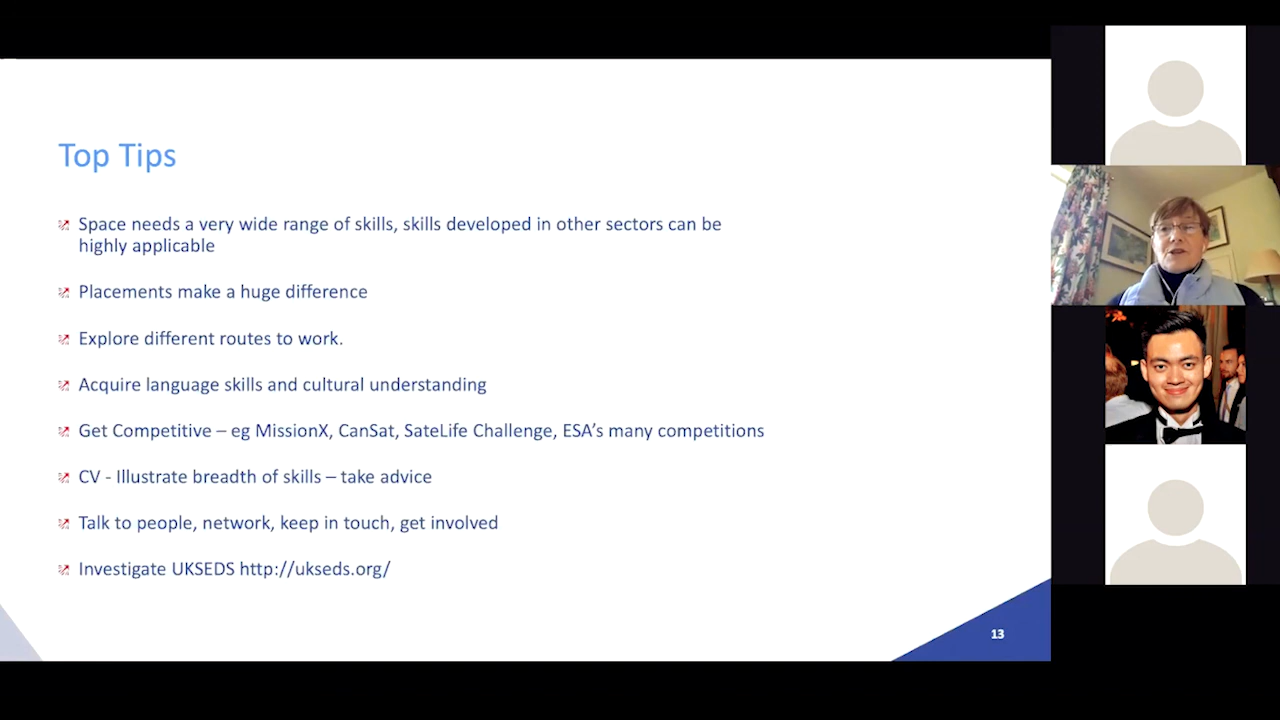 Top Tips
Space needs a very wide range of skills, skills developed in other sectors can be
highly applicable
Placements make a huge difference
Explore different routes to work.
Acquire language skills and cultural understanding
Get Competitive – eg MissionX, CanSat, SateLife Challenge, ESA’s many competitions
CV - Illustrate breadth of skills – take advice
Talk to people, network, keep in touch, get involved
Investigate UKSEDS http://ukseds.org/
13